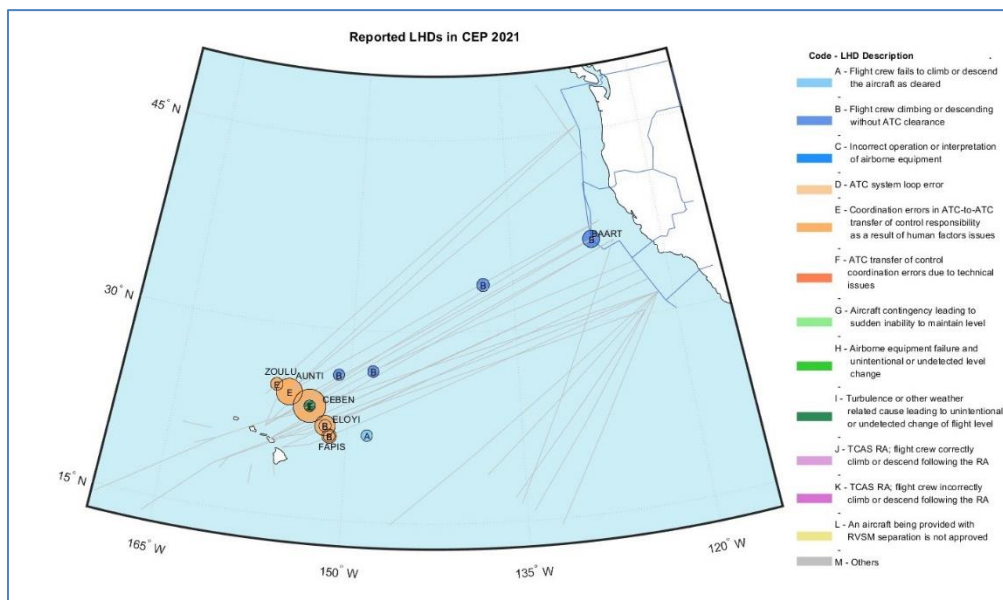 Reported LHDs in CEP 2021
45° N
30° N
15° N
165° W
150° W
135° W
120° W
BAART
B
B
B
B
ZOULU
E
AUNTI
E
CEBEN
ELOYI
B
B
FAPIS
A
Code - LHD Description .
A - Flight crew fails to climb or descend
the aircraft as cleared
-
B - Flight crew climbing or descending
without ATC clearance
-
C - Incorrect operation or interpretation
of airborne equipment
-
D - ATC system loop error
-
E - Coordination errors in ATC-to-ATC
transfer of control responsibility
as a result of human factors issues
-
F - ATC transfer of control
coordination errors due to technical
issues
-
G - Aircraft contingency leading to
sudden inability to maintain level
-
H - Airborne equipment failure and
unintentional or undetected level
change
-
I - Turbulence or other weather
related cause leading to unintentional
or undetected change of flight level
-
J - TCAS RA; flight crew correctly
climb or descend following the RA
-
K - TCAS RA; flight crew incorrectly
climb or descend following the RA
-
L - An aircraft being provided with
RVSM separation is not approved
-
M - Others